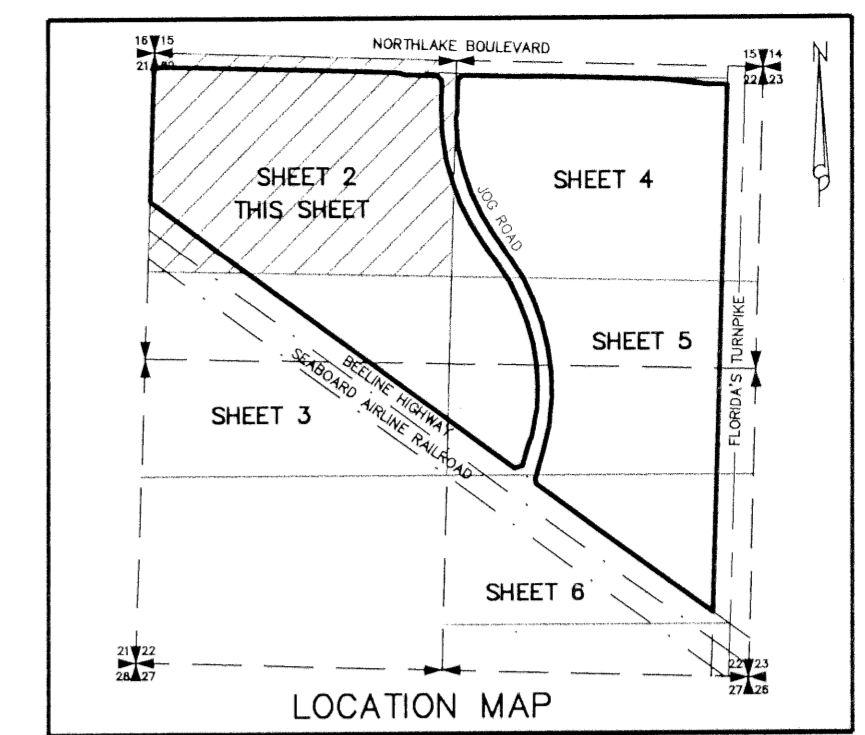 NORTHLAKE BOULEVARD
16 15
21
15 14
22 23
N
SHEET 2
THIS SHEET
SHEET 4
JOG ROAD
SHEET 5
FLORIDA'S TURNPIKE
BEELINE HIGHWAY
SEABOARD AIRLINE RAILROAD
SHEET 3
SHEET 6
21 22
28 27
22 23
27 26
LOCATION MAP